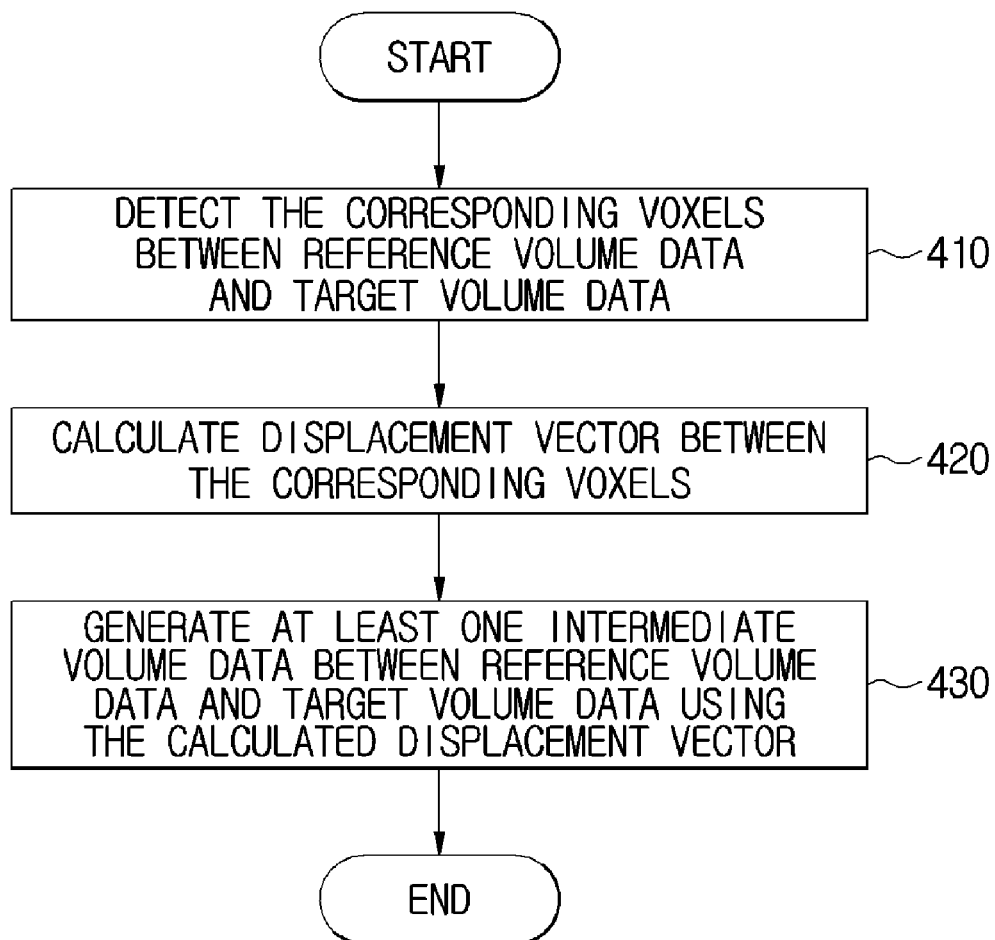 START
DETECT THE CORRESPONDING VOXELS
BETWEEN REFERENCE VOLUME DATA
AND TARGET VOLUME DATA
410
CALCULATE DISPLACEMENT VECTOR BETWEEN
THE CORRESPONDING VOXELS
420
GENERATE AT LEAST ONE INTERMEDIATE
VOLUME DATA BETWEEN REFERENCE VOLUME
DATA AND TARGET VOLUME DATA USING
THE CALCULATED DISPLACEMENT VECTOR
430
END